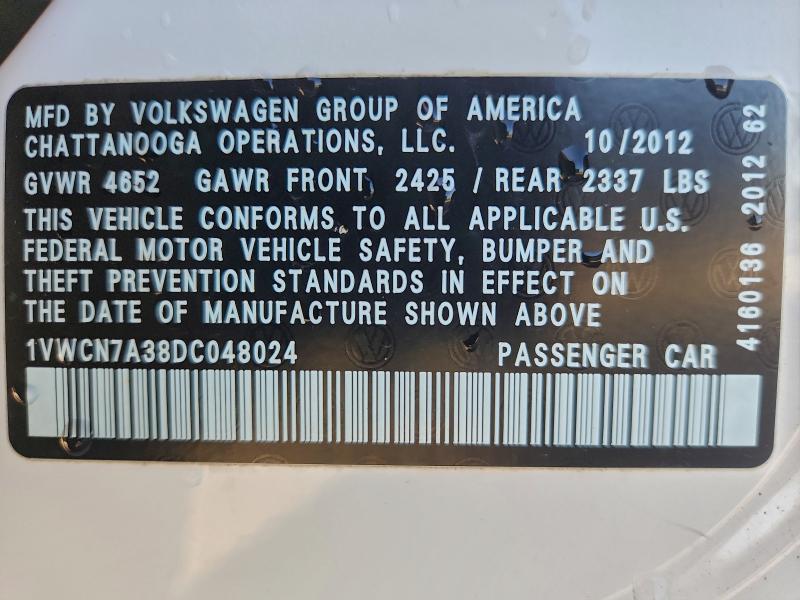 MFD BY VOLKSWAGEN GROUP OF AMERICA
CHATTANOOGA OPERATIONS, LLC. 10/2012
GVWR 4652 GAWR FRONT 2425 / REAR 2337 LBS
THIS VEHICLE CONFORMS TO ALL APPLICABLE U.S.
FEDERAL MOTOR VEHICLE SAFETY, BUMPER AND
THEFT PREVENTION STANDARDS IN EFFECT ON
THE DATE OF MANUFACTURE SHOWN ABOVE
1VWCN7A38DC048024 PASSENGER CAR
4160136 2012 62